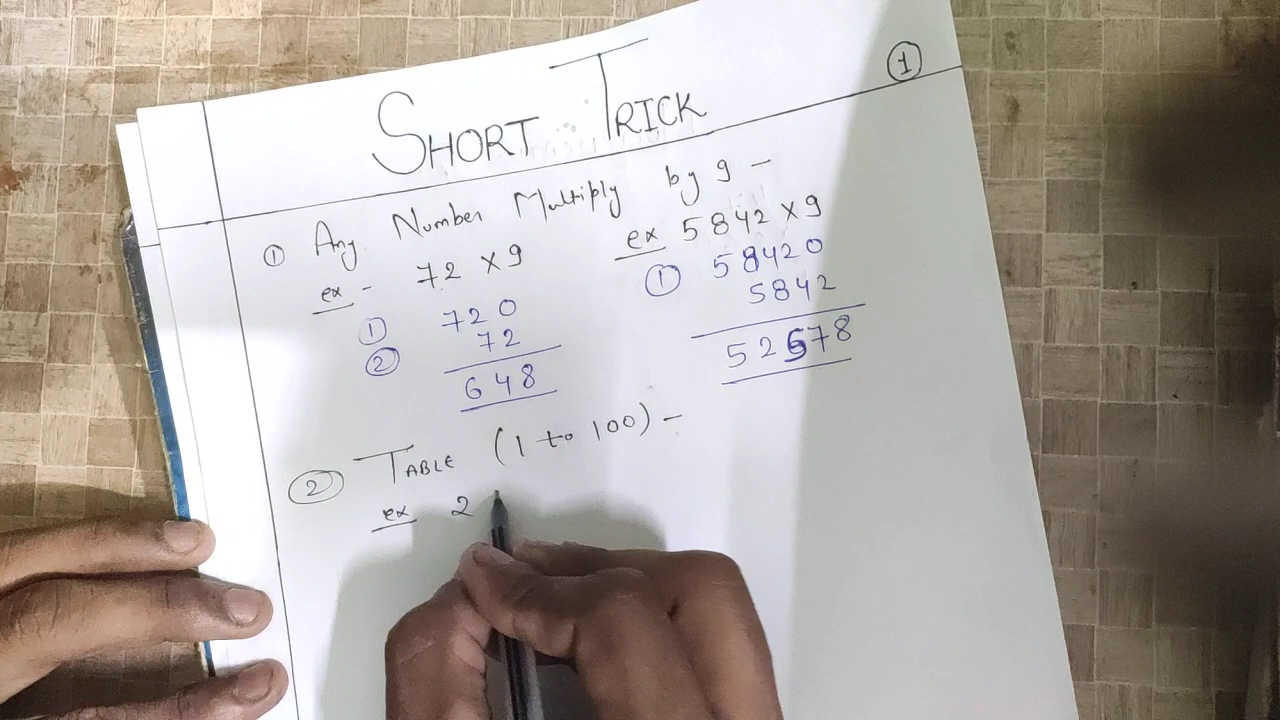 SHORT TRICK
①
① Any Number Multiply by 9 –
ex - 72 × 9
① 720
② 72
648
ex 5842 × 9
① 58420
5842
52578
② TABLE (1 to 100) –
ex 2